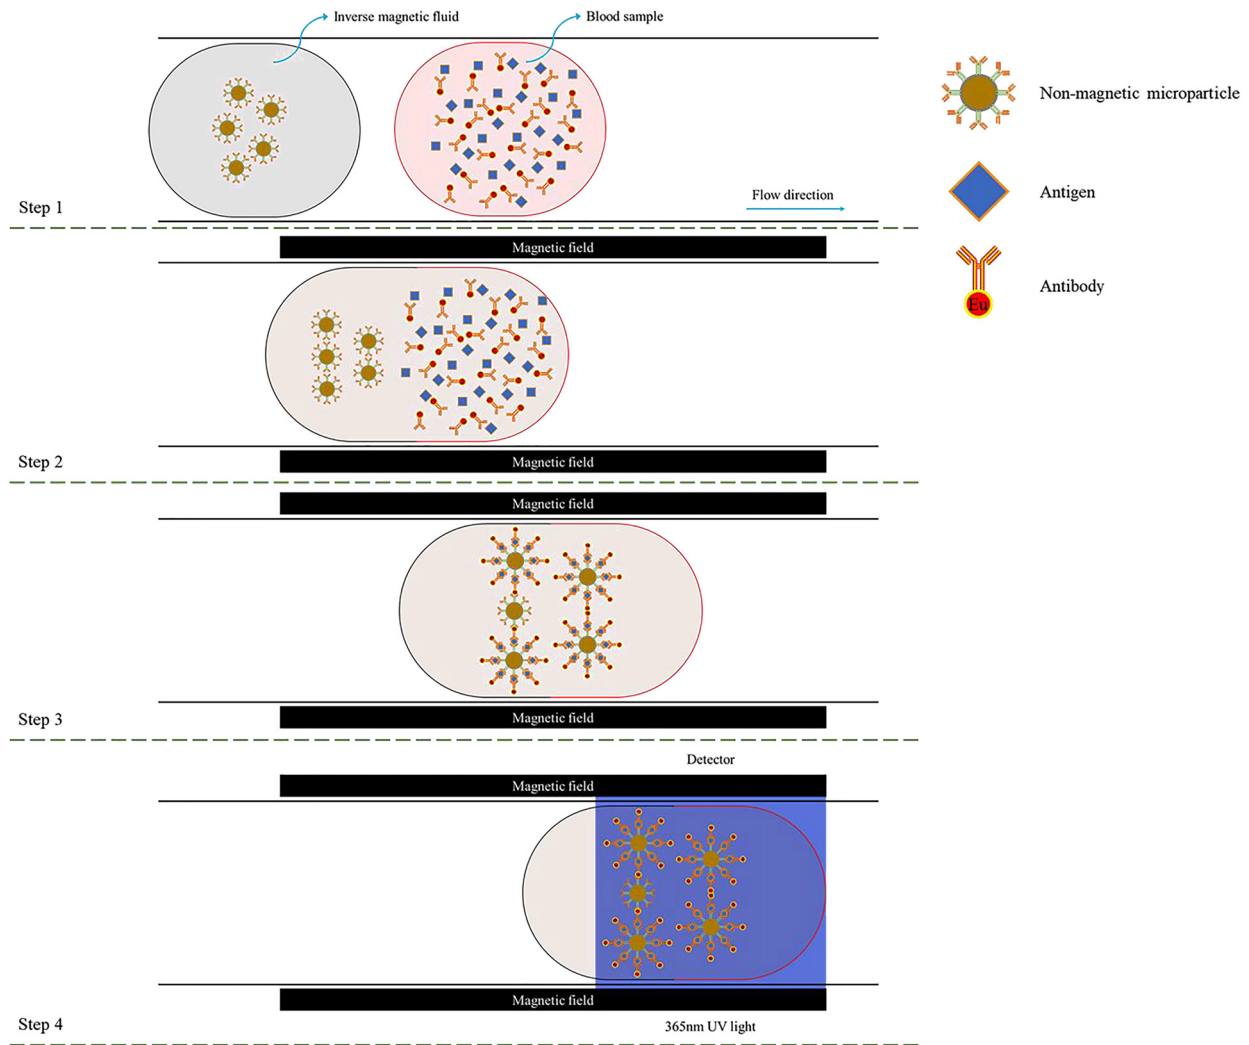 Inverse magnetic fluid
Blood sample
Non-magnetic microparticle
Antigen
Flow direction
Step 1
Magnetic field
Antibody
Eu
Magnetic field
Step 2
Magnetic field
Magnetic field
Step 3
Detector
Magnetic field
Magnetic field
365nm UV light
Step 4